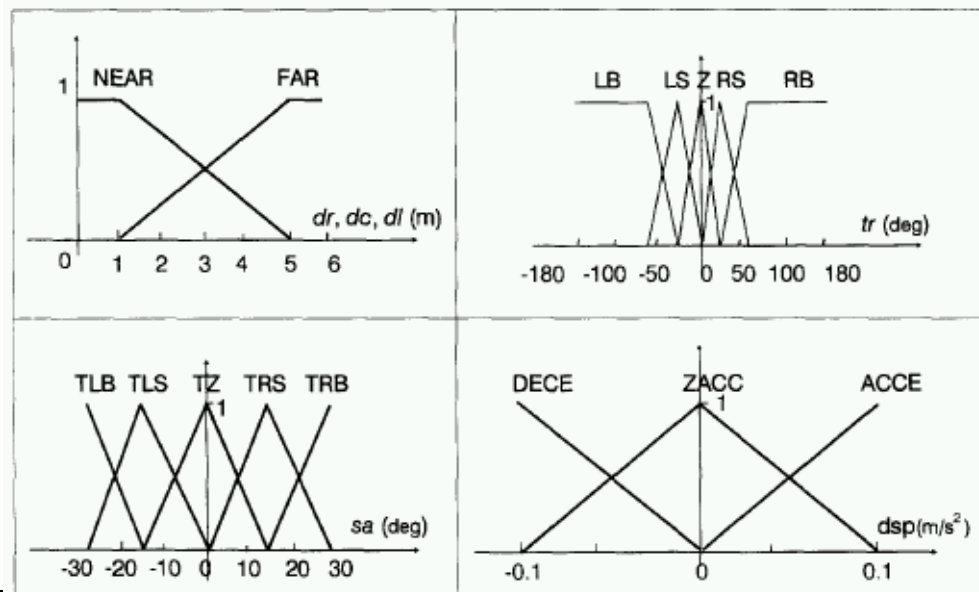 NEAR FAR
1
dr, dc, dl (m)
0 1 2 3 4 5 6
LB LS Z RS RB
1
tr (deg)
-180 -100 -50 0 50 100 180
TLB TLS TZ TRS TRB
1
sa (deg)
-30 -20 -10 0 10 20 30
DECE ZACC ACCE
1
dsp(m/s²)
-0.1 0 0.1